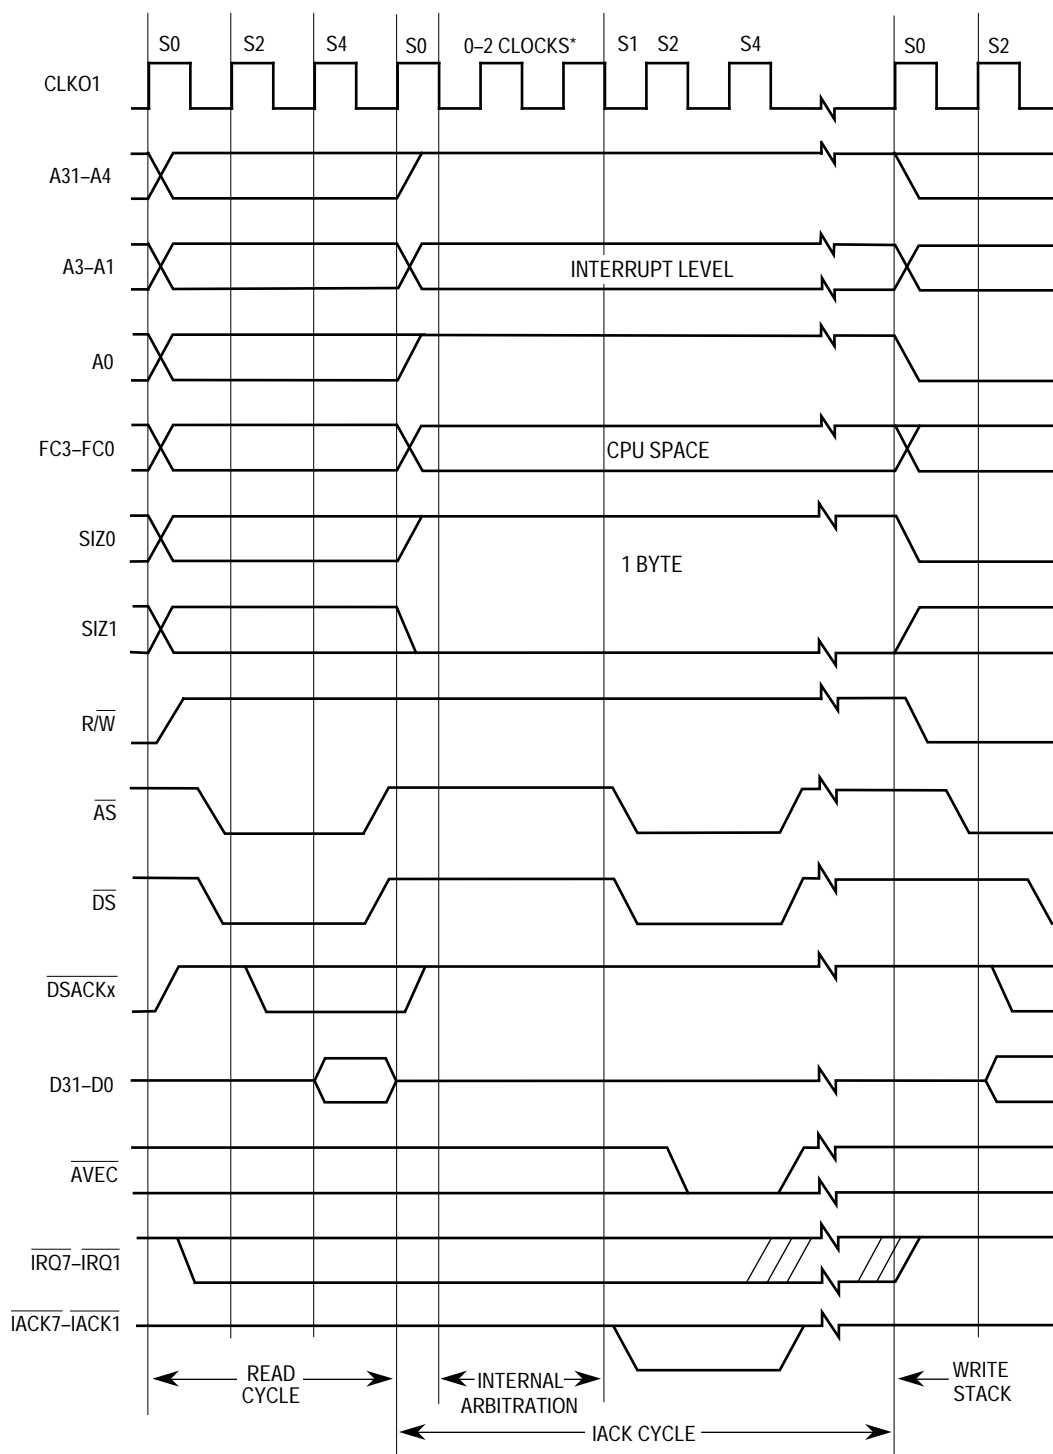 S0 S2 S4 S0 0–2 CLOCKS* S1 S2 S4 S0 S2
CLKO1
A31–A4
A3–A1 INTERRUPT LEVEL
A0
FC3–FC0 CPU SPACE
SIZ0
1 BYTE
SIZ1
R/W
AS
DS
DSACKx
D31–D0
AVEC
IRQ7–IRQ1
IACK7–IACK1
READ CYCLE
INTERNAL ARBITRATION
WRITE STACK
IACK CYCLE